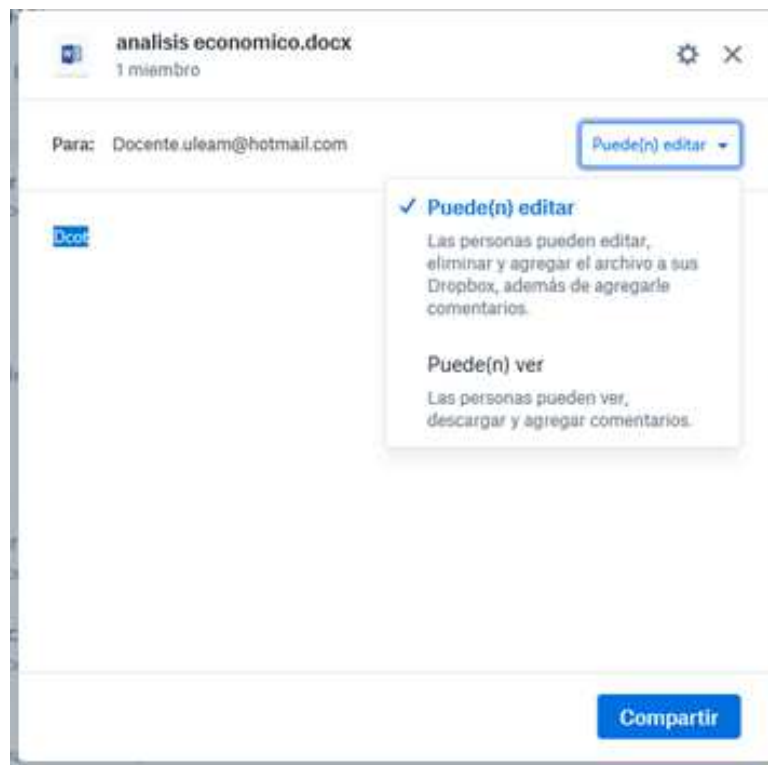 analisis economico.docx
1 miembro
Para: Docente.uleam@hotmail.com
Puede(n) editar
Puede(n) editar
Las personas pueden editar,
eliminar y agregar el archivo a sus
Dropbox, además de agregarle
comentarios.
Puede(n) ver
Las personas pueden ver,
descargar y agregar comentarios.
Compartir